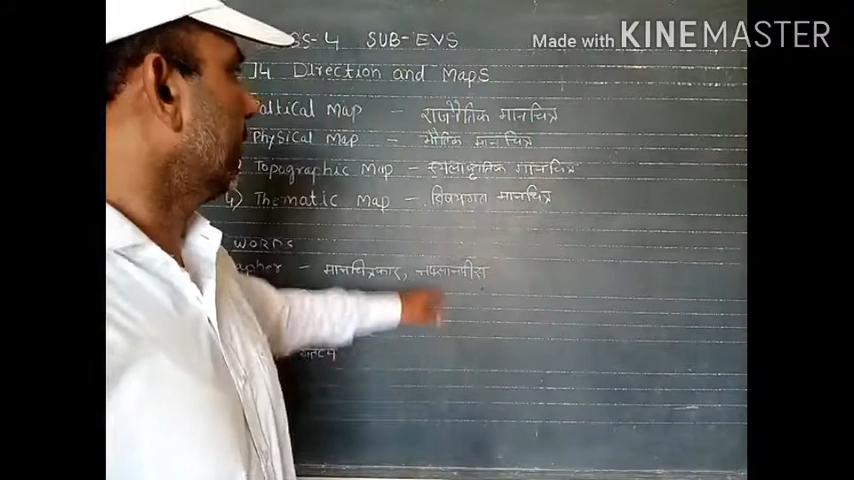 Made with KINEMASTER
SS-4 SUB-EVS
14 Direction and Maps
Poltical Map - राजनैतिक मानचित्र
Physical Map - भौतिक मानचित्र
Topographic Map - स्थलाकृतिक मानचित्र
4) Thematic Map - विषयगत मानचित्र
WORDS
apher - मानचित्रकार, नक्सानवीस